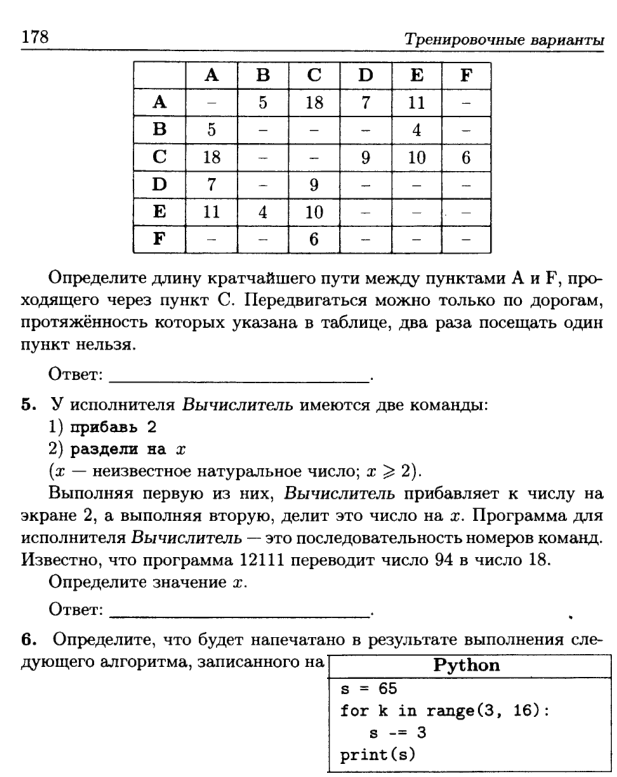 178 Тренировочные варианты
A B C D E F
A – 5 18 7 11 –
B 5 – – – 4 –
C 18 – – 9 10 6
D 7 – 9 – – –
E 11 4 10 – – –
F – – 6 – – –
Определите длину кратчайшего пути между пунктами A и F, про-
ходящего через пункт C. Передвигаться можно только по дорогам,
протяжённость которых указана в таблице, два раза посещать один
пункт нельзя.
Ответ: ____________________.
5. У исполнителя Вычислитель имеются две команды:
1) прибавь 2
2) раздели на x
(x — неизвестное натуральное число; x ⩾ 2).
Выполняя первую из них, Вычислитель прибавляет к числу на
экране 2, а выполняя вторую, делит это число на x. Программа для
исполнителя Вычислитель — это последовательность номеров команд.
Известно, что программа 12111 переводит число 94 в число 18.
Определите значение x.
Ответ: ____________________.
6. Определите, что будет напечатано в результате выполнения сле-
дующего алгоритма, записанного на
Python
s = 65
for k in range(3, 16):
s -= 3
print(s)